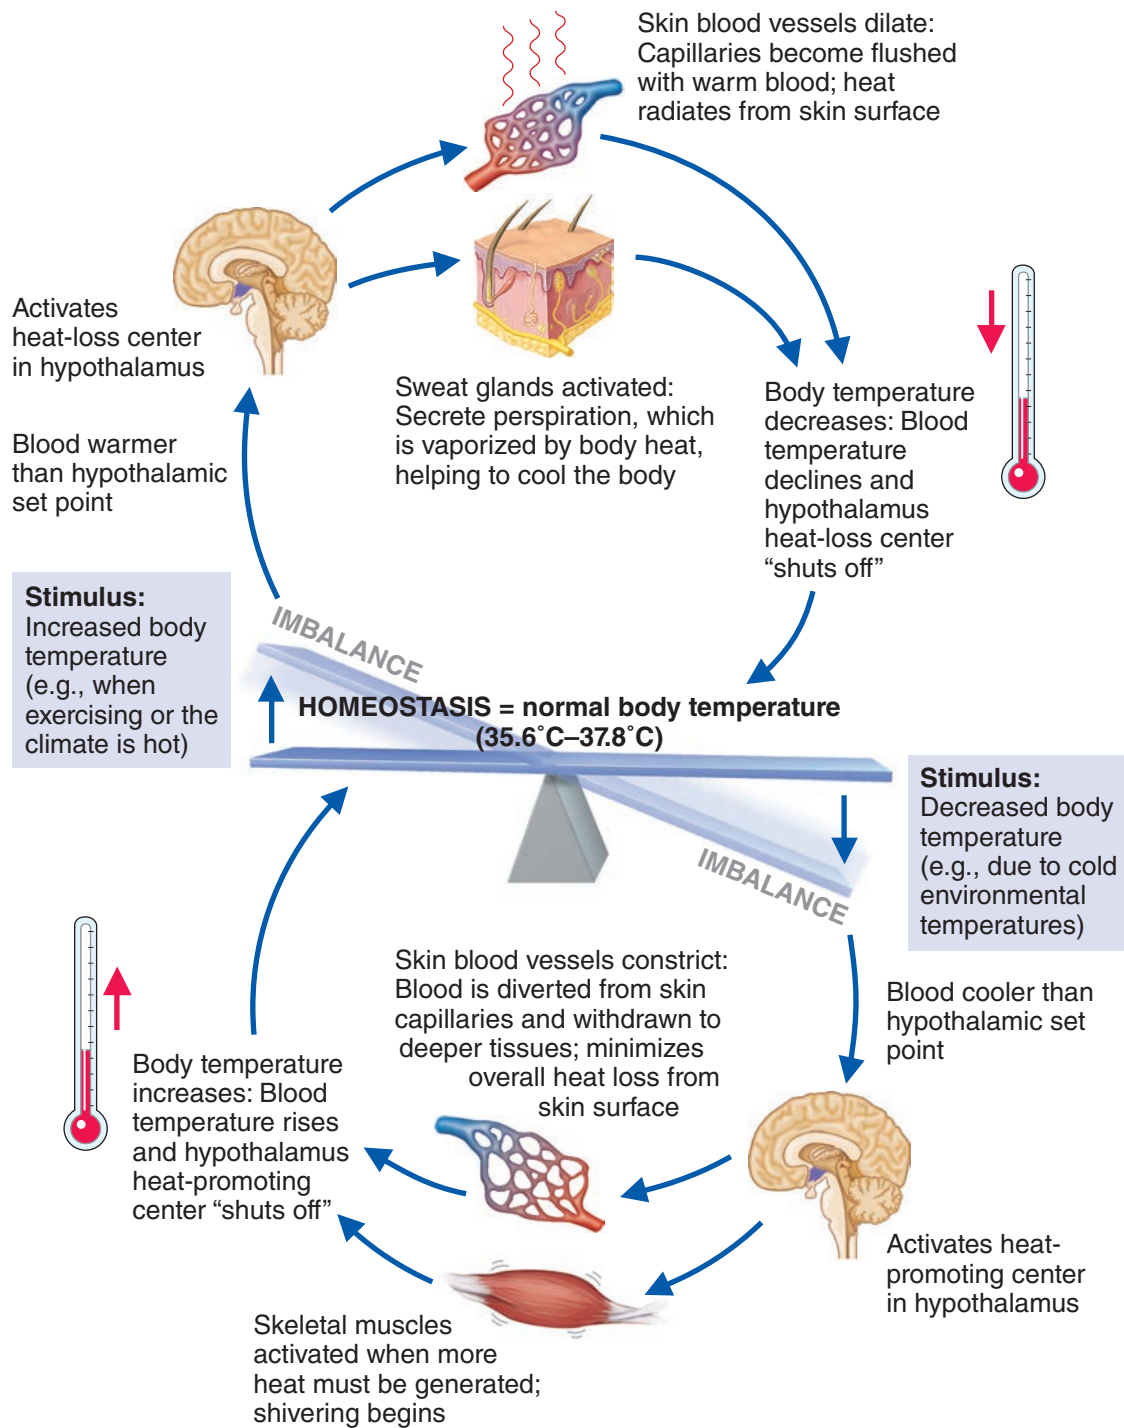 Skin blood vessels dilate:
Capillaries become flushed
with warm blood; heat
radiates from skin surface
Activates
heat-loss center
in hypothalamus
Sweat glands activated:
Secrete perspiration, which
is vaporized by body heat,
helping to cool the body
Body temperature
decreases: Blood
temperature
declines and
hypothalamus
heat-loss center
“shuts off”
Blood warmer
than hypothalamic
set point
Stimulus:
Increased body
temperature
(e.g., when
exercising or the
climate is hot)
IMBALANCE
HOMEOSTASIS = normal body temperature
(35.6˚C–37.8˚C)
Stimulus:
Decreased body
temperature
(e.g., due to cold
environmental
temperatures)
IMBALANCE
Blood cooler than
hypothalamic set
point
Skin blood vessels constrict:
Blood is diverted from skin
capillaries and withdrawn to
deeper tissues; minimizes
overall heat loss from
skin surface
Body temperature
increases: Blood
temperature rises
and hypothalamus
heat-promoting
center “shuts off”
Activates heat-
promoting center
in hypothalamus
Skeletal muscles
activated when more
heat must be generated;
shivering begins